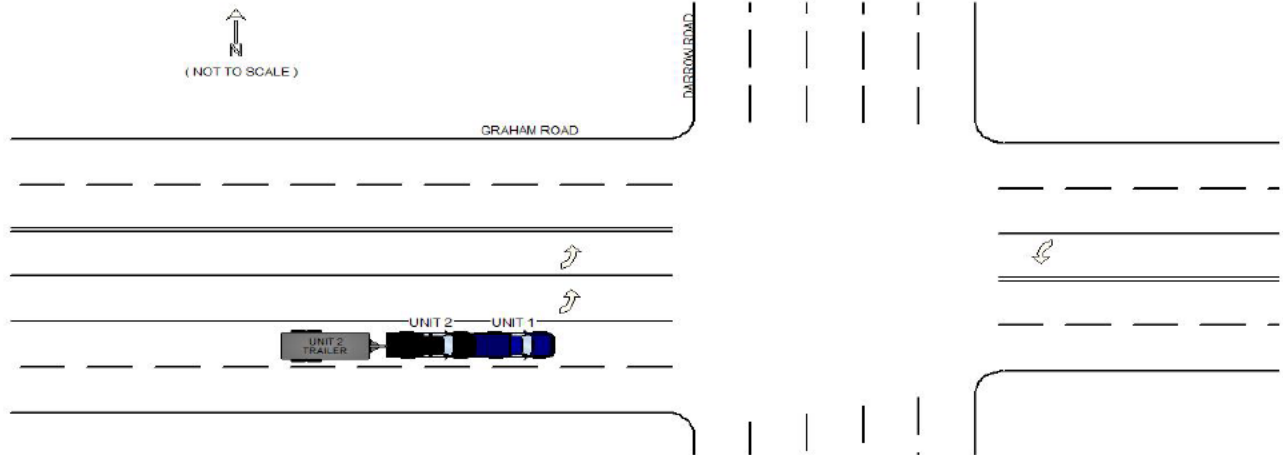 N
( NOT TO SCALE )
DARROW ROAD
GRAHAM ROAD
UNIT 2
UNIT 1
UNIT 2
TRAILER